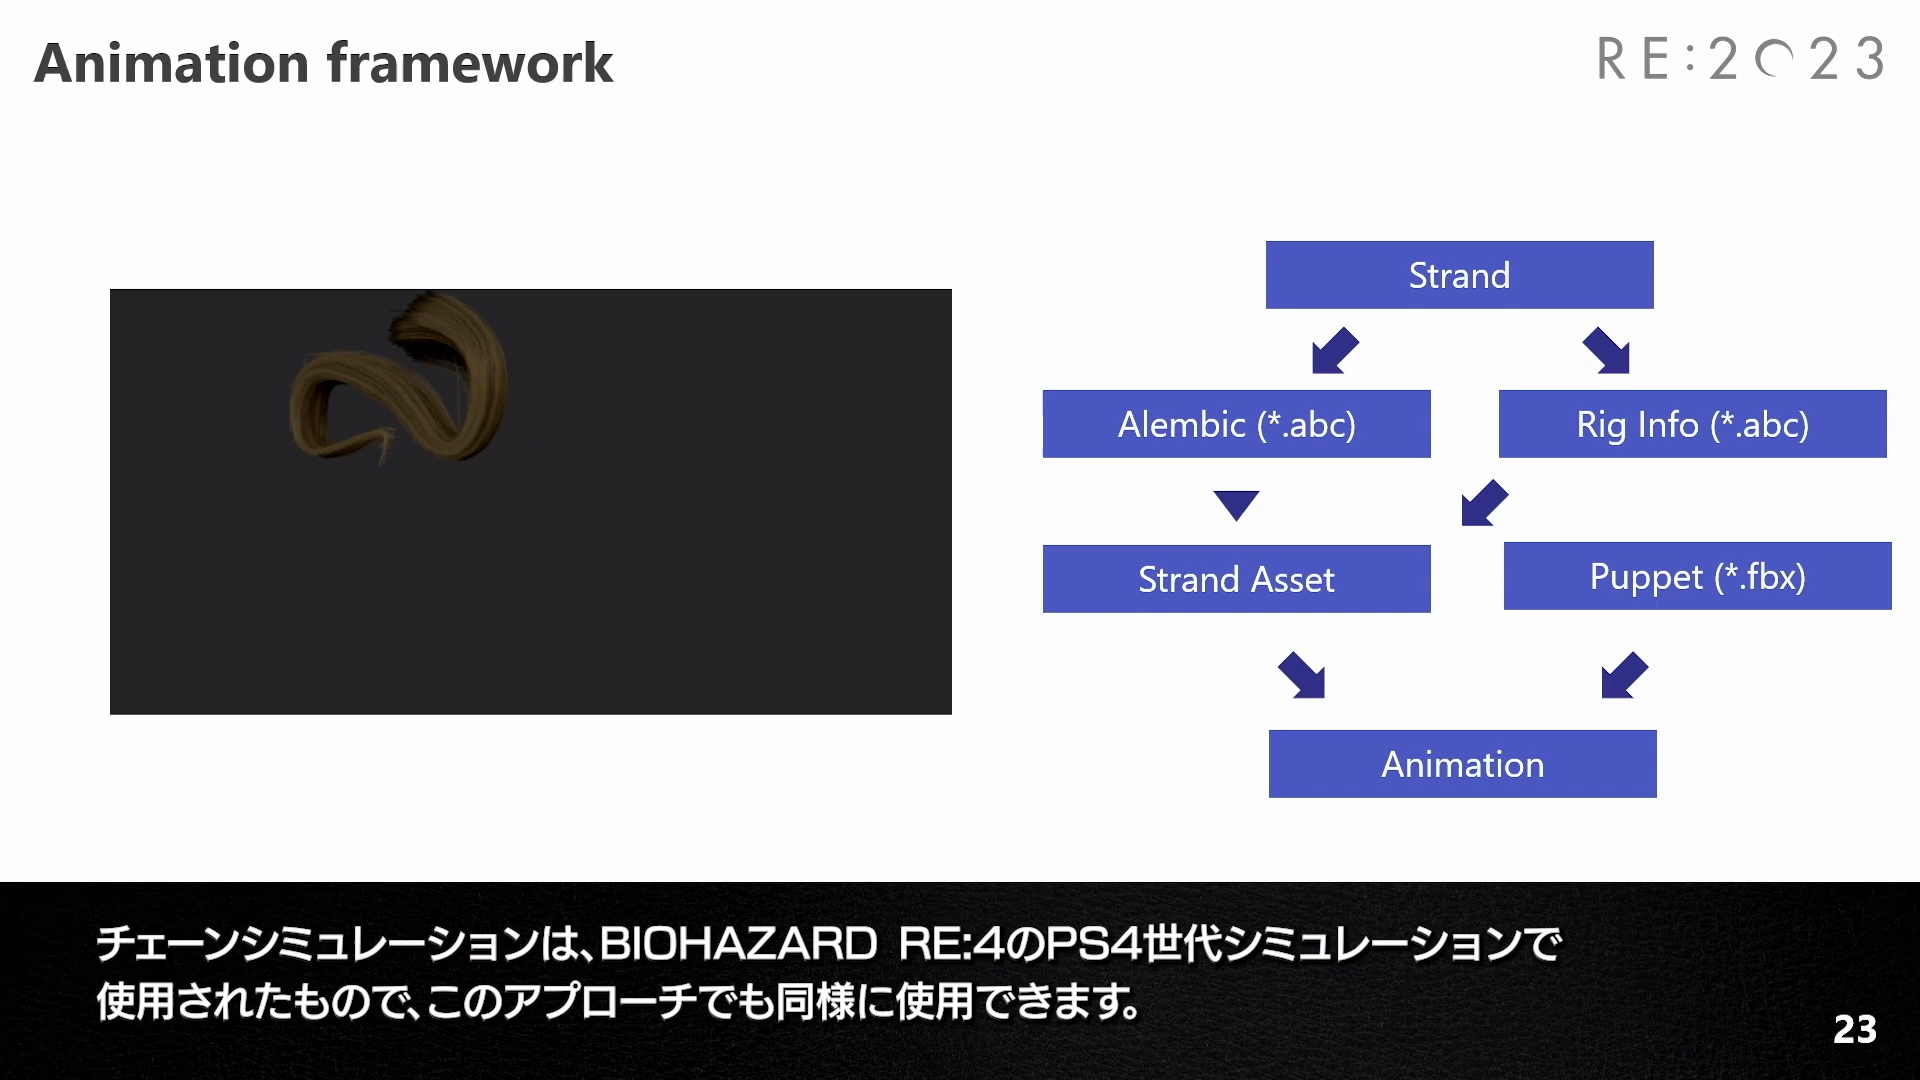 Animation framework
RE:2023
Strand
Alembic (*.abc)
Rig Info (*.abc)
Strand Asset
Puppet (*.fbx)
Animation
チェーンシミュレーションは、BIOHAZARD RE:4のPS4世代シミュレーションで
使用されたもので、このアプローチでも同様に使用できます。
23